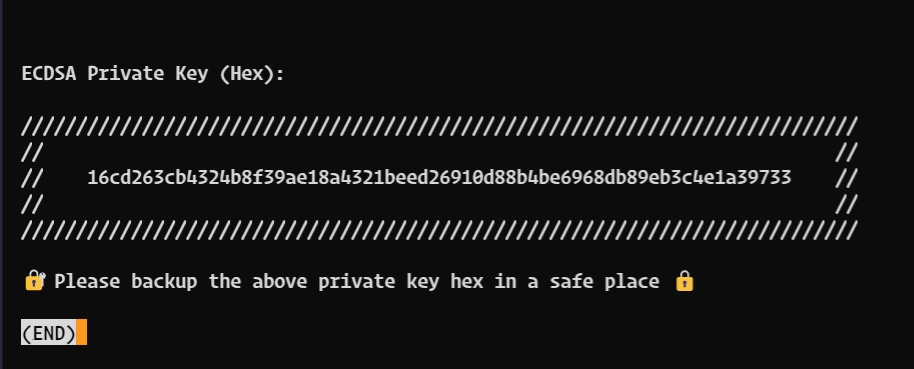 ECDSA Private Key (Hex):
////////////////////////////////////////////////////////////////////////////
//                                                                        //
//    16cd263cb4324b8f39ae18a4321beed26910d88b4be6968db89eb3c4e1a39733    //
//                                                                        //
////////////////////////////////////////////////////////////////////////////
🔐 Please backup the above private key hex in a safe place 🔒
(END)